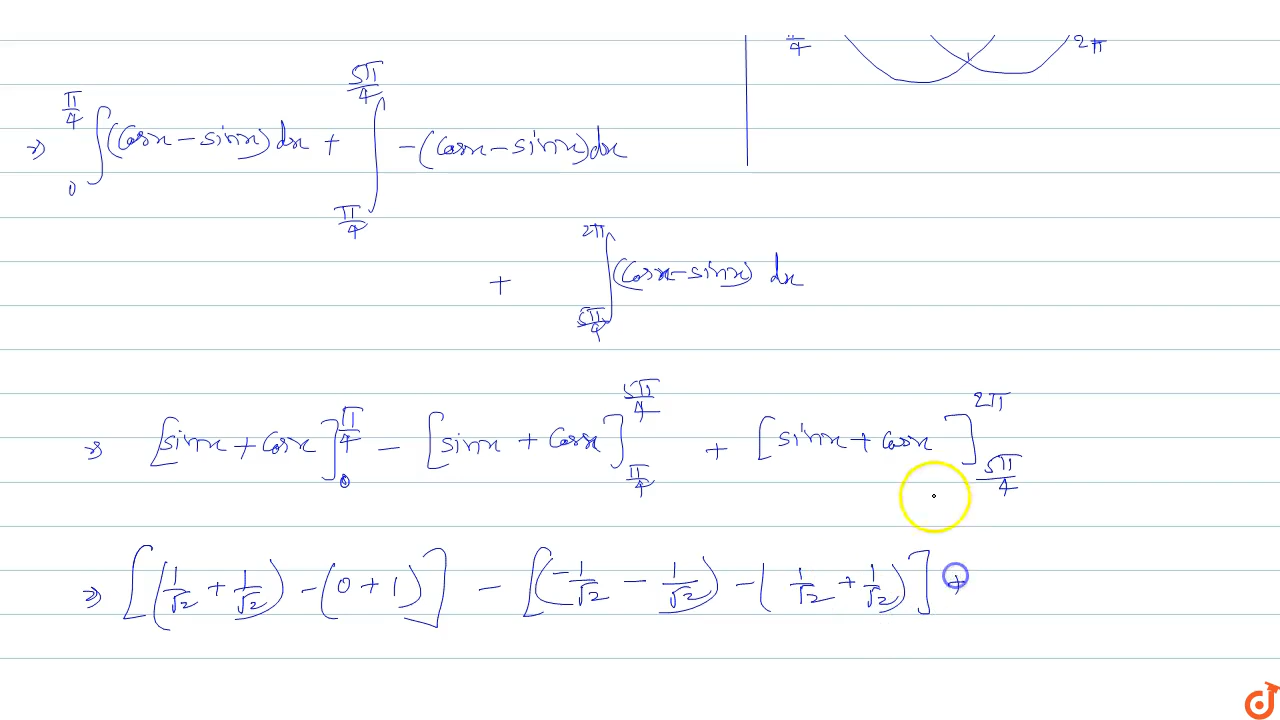 π/4 2π
⇒ ∫₀^{π/4} (cosx − sinx) dx + ∫_{π/4}^{5π/4} −(cosx − sinx) dx
+ ∫_{5π/4}^{2π} (cosx − sinx) dx
⇒ [sinx + cosx]₀^{π/4} − [sinx + cosx]_{π/4}^{5π/4} + [sinx + cosx]_{5π/4}^{2π}
⇒ [(1/√2 + 1/√2) − (0 + 1)] − [(−1/√2 − 1/√2) − (1/√2 + 1/√2)] +